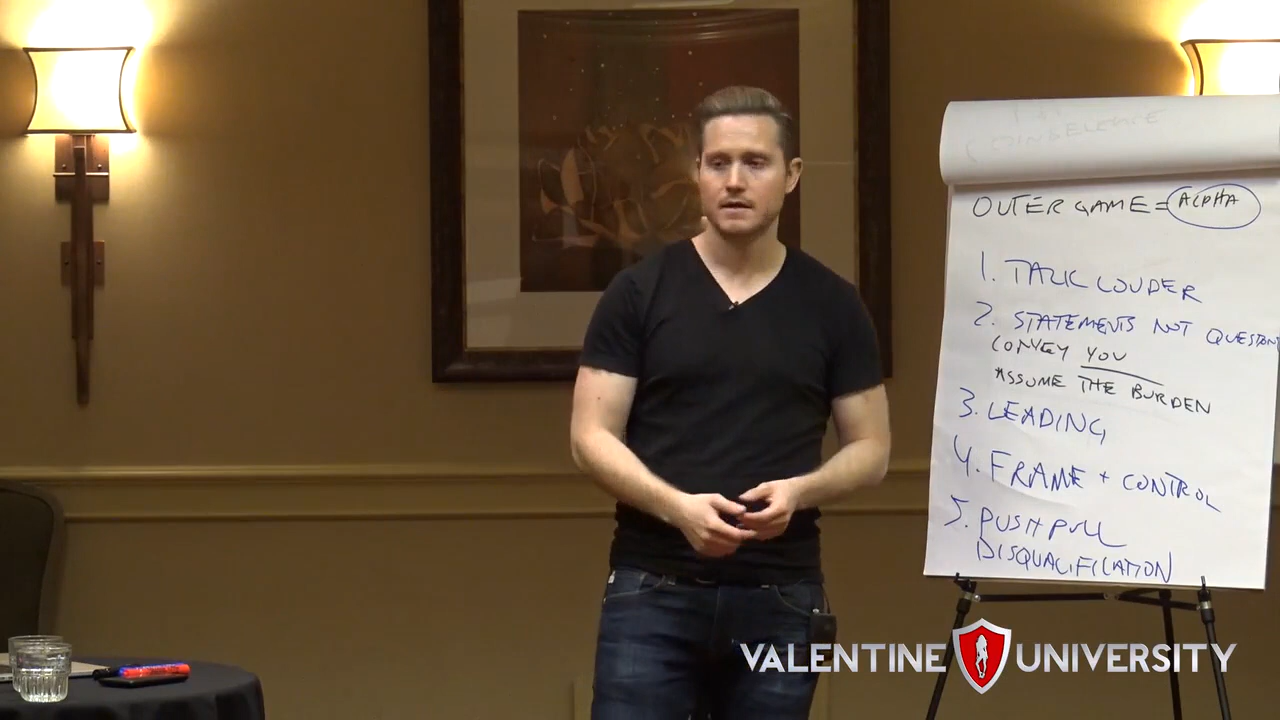 OUTER GAME = ALPHA
1. TALK LOUDER
2. STATEMENTS NOT QUESTION
CONVEY YOU
ASSUME THE BURDEN
3. LEADING
4. FRAME + CONTROL
5. PUSH PULL
DISQUALIFICATION
VALENTINE UNIVERSITY